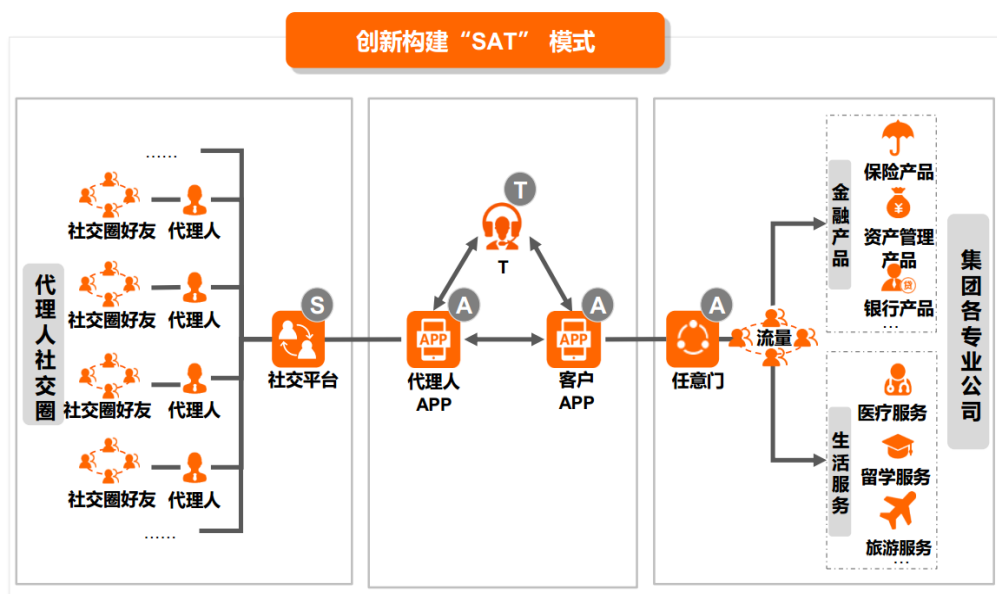 创新构建“SAT” 模式
代理人社交圈
……
社交圈好友 代理人
社交圈好友 代理人
社交圈好友 代理人
社交圈好友 代理人
……
S
社交平台
T
T
A
APP
代理人
APP
A
APP
客户
APP
A
任意门
流量
金融产品
保险产品
¥
资产管理
产品
贷
银行产品
…
生活服务
医疗服务
留学服务
旅游服务
…
集团各专业公司